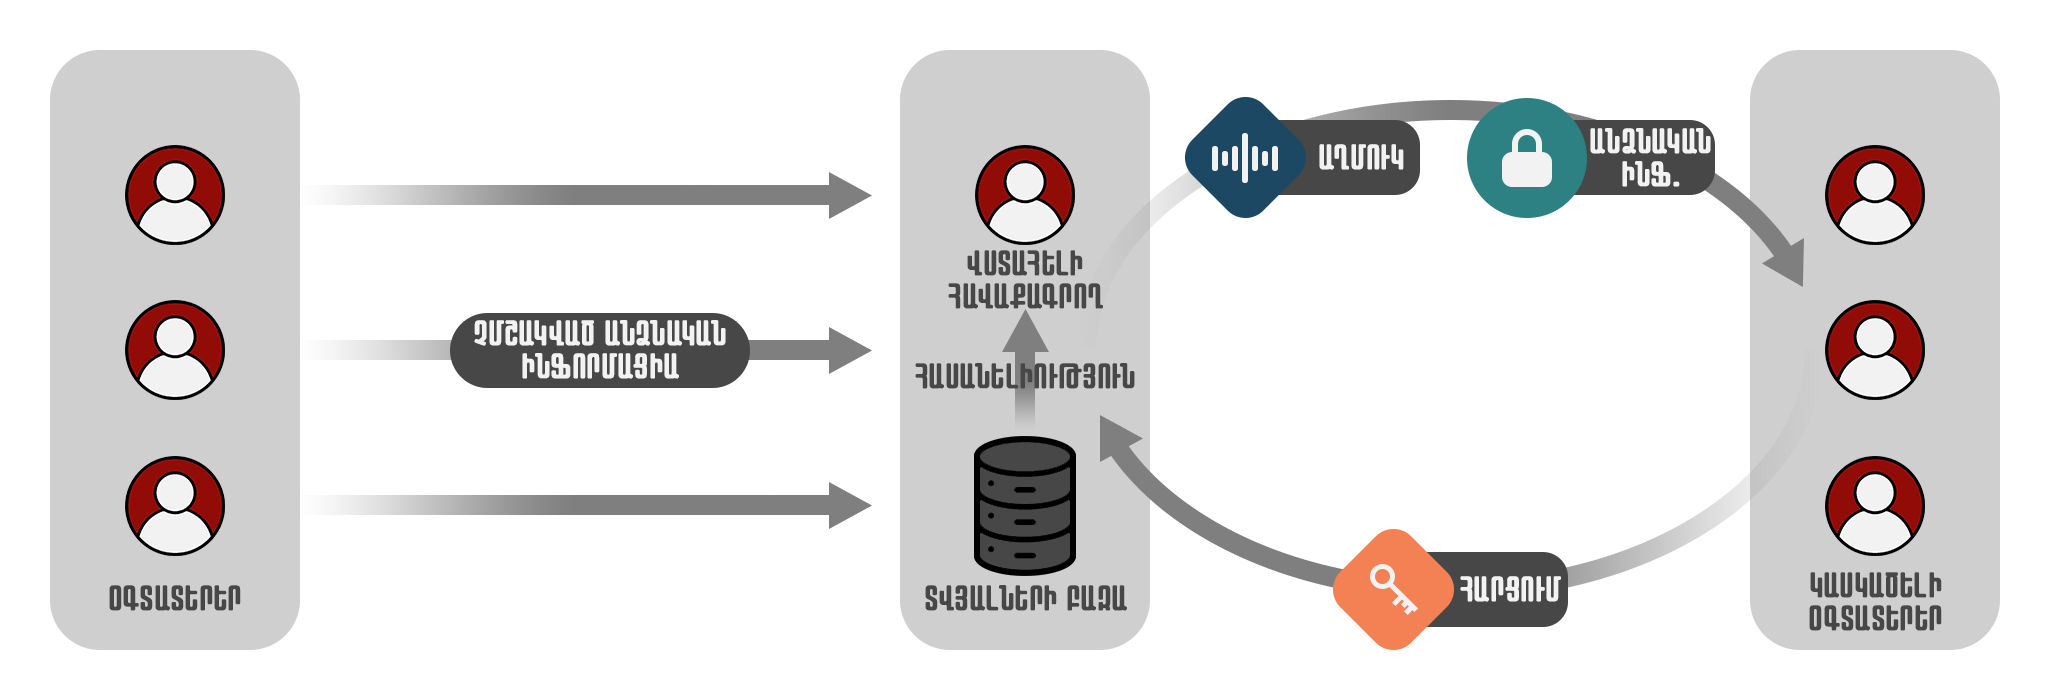 ՕԳՏԱՏԵՐԵՐ
ՉՄՇԱԿՎԱԾ ԱՆՁՆԱԿԱՆ
ԻՆՖՈՐՄԱՑԻԱ
ՎՍՏԱՀԵԼԻ
ՀԱՎԱՔԱԳՐՈՂ
ՀԱՍԱՆԵԼԻՈՒԹՅՈՒՆ
ՏՎՅԱԼՆԵՐԻ ԲԱԶԱ
ԱՂՄՈՒԿ
ԱՆՁՆԱԿԱՆ
ԻՆՖ.
ՀԱՐՑՈՒՄ
ԿԱՍԿԱԾԵԼԻ
ՕԳՏԱՏԵՐԵՐ